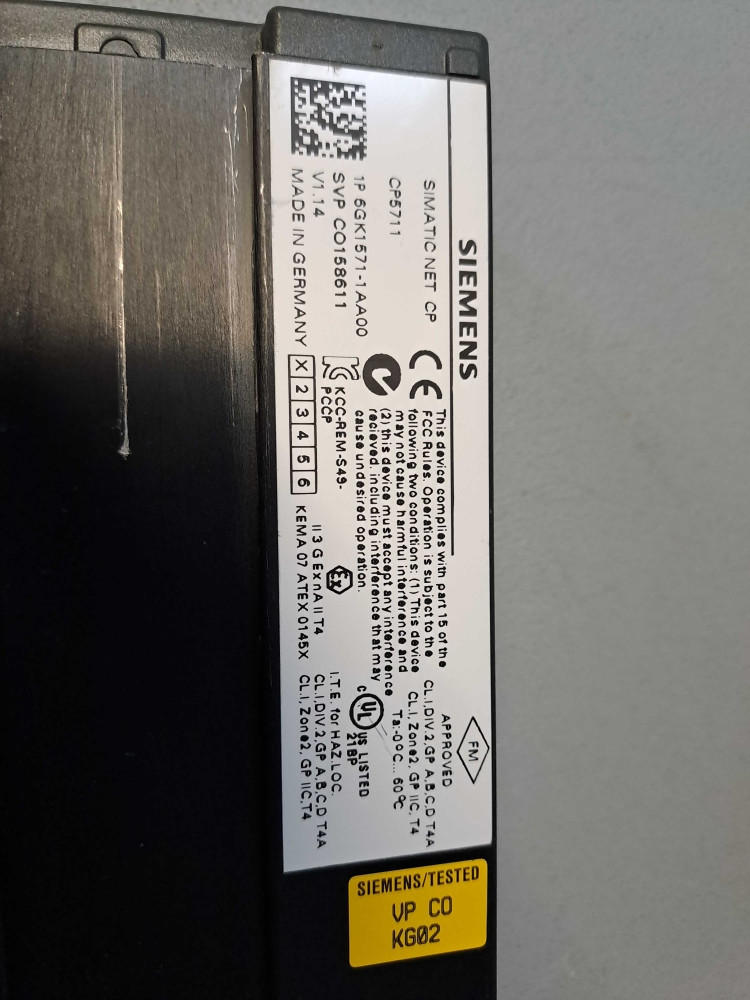 SIEMENS
SIMATIC NET CP
CP5711
1P 6GK1571-1AA00
SVP CO158611
V1.14
MADE IN GERMANY
X 2 3 4 5 6
CE
This device complies with part 15 of the
FCC Rules. Operation is subject to the
following two conditions: (1) This device
may not cause harmful interference and
(2) this device must accept any interference
recieved, including interference that may
cause undesired operation.
KCC-REM-S49-
PCCP
Ex
II 3 G Ex nA II T4
KEMA 07 ATEX 0145X
FM
APPROVED
CL.I,DIV.2,GP A,B,C,D T4A
CL.I, Zone2, GP IIC, T4
Ta:-0°C... 60°C
c UL US LISTED
21BP
I.T.E. for HAZ.LOC.
CL.I,DIV.2,GP A,B,C,D T4A
CL.I, Zone2, GP IIC,T4
SIEMENS/TESTED
VP CO
KG02